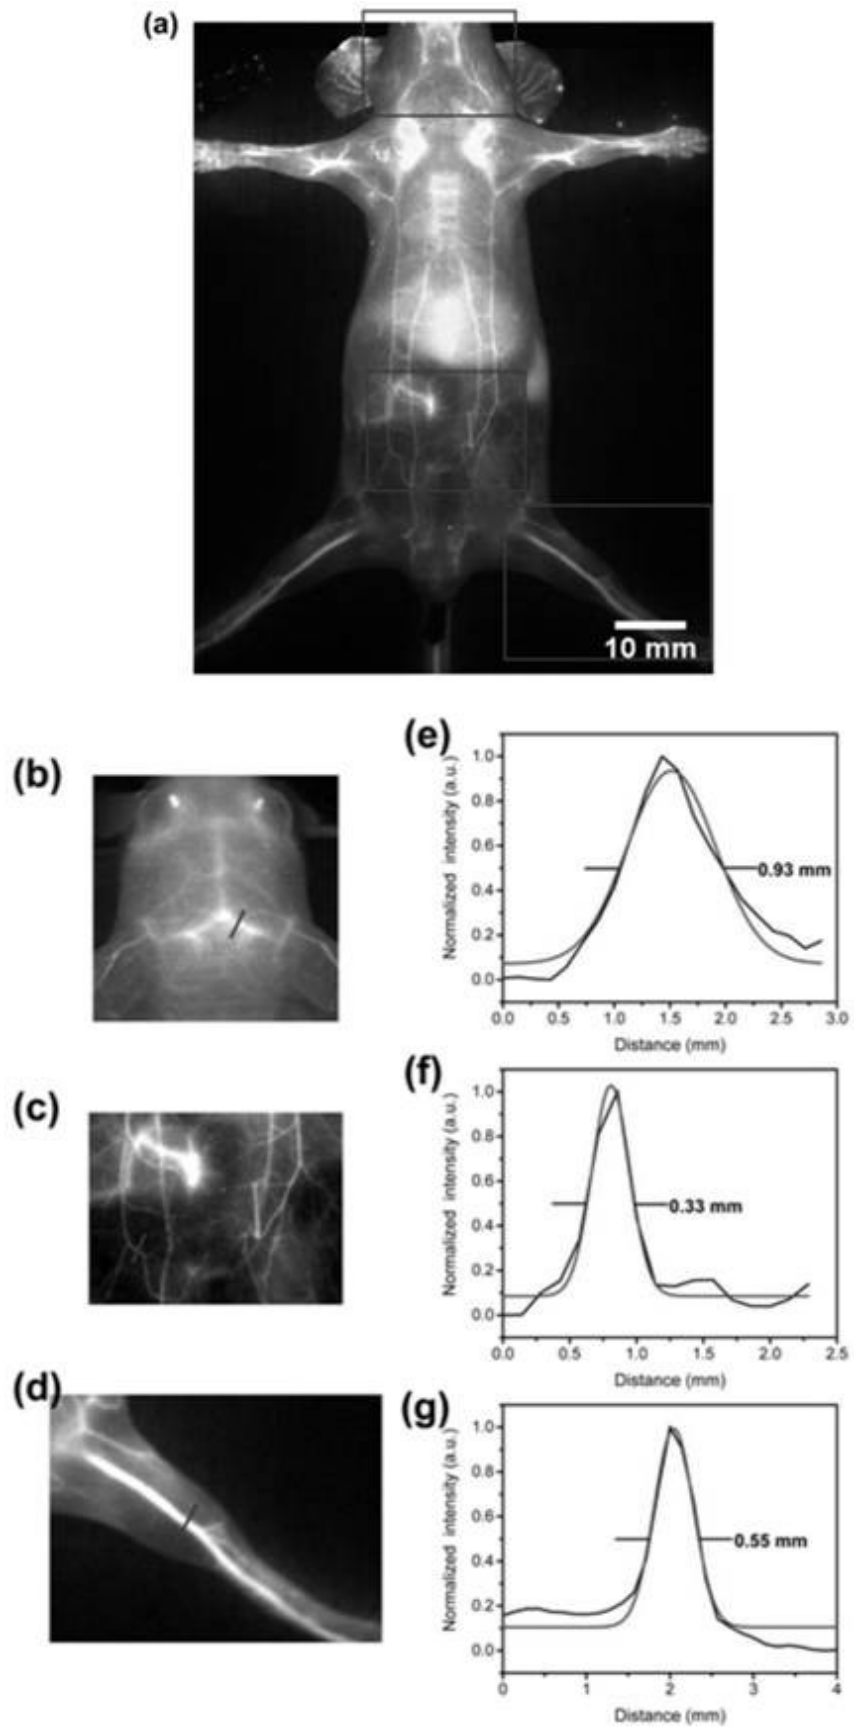 (a)
10 mm
(b)
(c)
(d)
(e)
Normalized intensity (a.u.)
1.0
0.8
0.6
0.4
0.2
0.0
0.93 mm
0.0 0.5 1.0 1.5 2.0 2.5 3.0
Distance (mm)
(f)
Normalized intensity (a.u.)
1.0
0.8
0.6
0.4
0.2
0.0
0.33 mm
0.0 0.5 1.0 1.5 2.0 2.5
Distance (mm)
(g)
Normalized intensity (a.u.)
1.0
0.8
0.6
0.4
0.2
0.0
0.55 mm
0 1 2 3 4
Distance (mm)